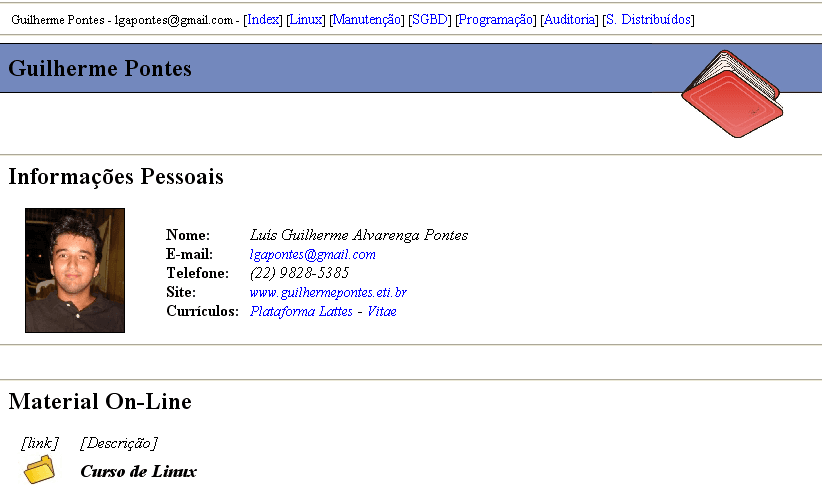 Guilherme Pontes - lgapontes@gmail.com - [Index] [Linux] [Manutenção] [SGBD] [Programação] [Auditoria] [S. Distribuídos]
Guilherme Pontes
Informações Pessoais
Nome: Luís Guilherme Alvarenga Pontes
E-mail: lgapontes@gmail.com
Telefone: (22) 9828-5385
Site: www.guilhermepontes.eti.br
Currículos: Plataforma Lattes - Vitae
Material On-Line
[link] [Descrição]
Curso de Linux